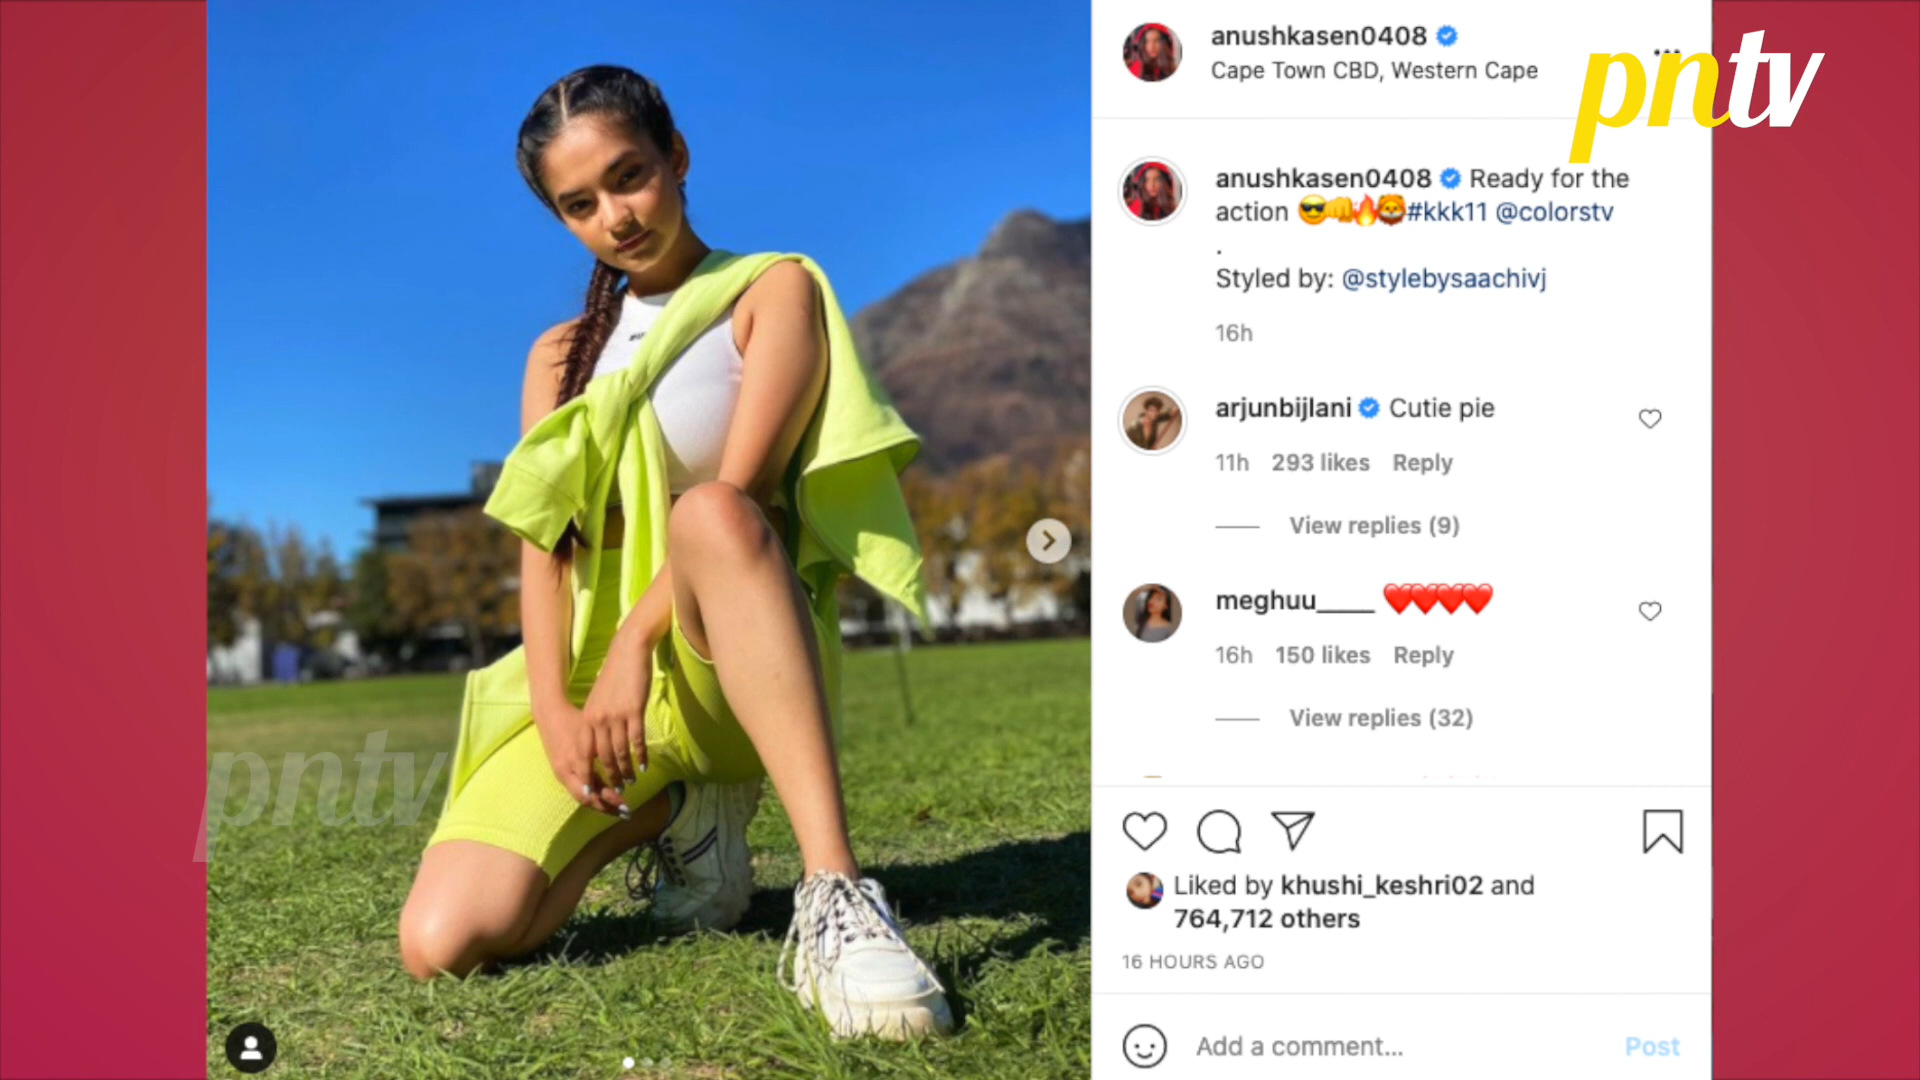 anushkasen0408
Cape Town CBD, Western Cape
pntv
anushkasen0408 Ready for the
action 😎👊🔥🦁#kkk11 @colorstv
.
Styled by: @stylebysaachivj
16h
arjunbijlani Cutie pie
11h 293 likes Reply
View replies (9)
meghuu____ ❤️❤️❤️❤️
16h 150 likes Reply
View replies (32)
pntv
Liked by khushi_keshri02 and
764,712 others
16 HOURS AGO
Add a comment... Post